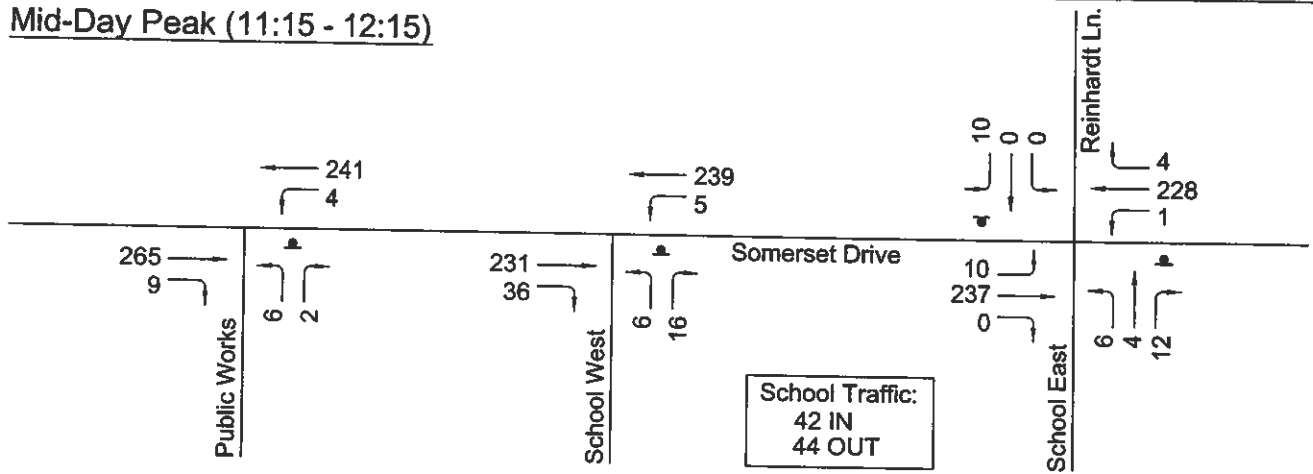 Mid-Day Peak (11:15 - 12:15)
Reinhardt Ln.
10
0
0
4
228
1
241
4
239
5
265
9
6
2
231
36
6
16
Somerset Drive
10
237
0
6
4
12
Public Works
School West
School East
School Traffic:
42 IN
44 OUT